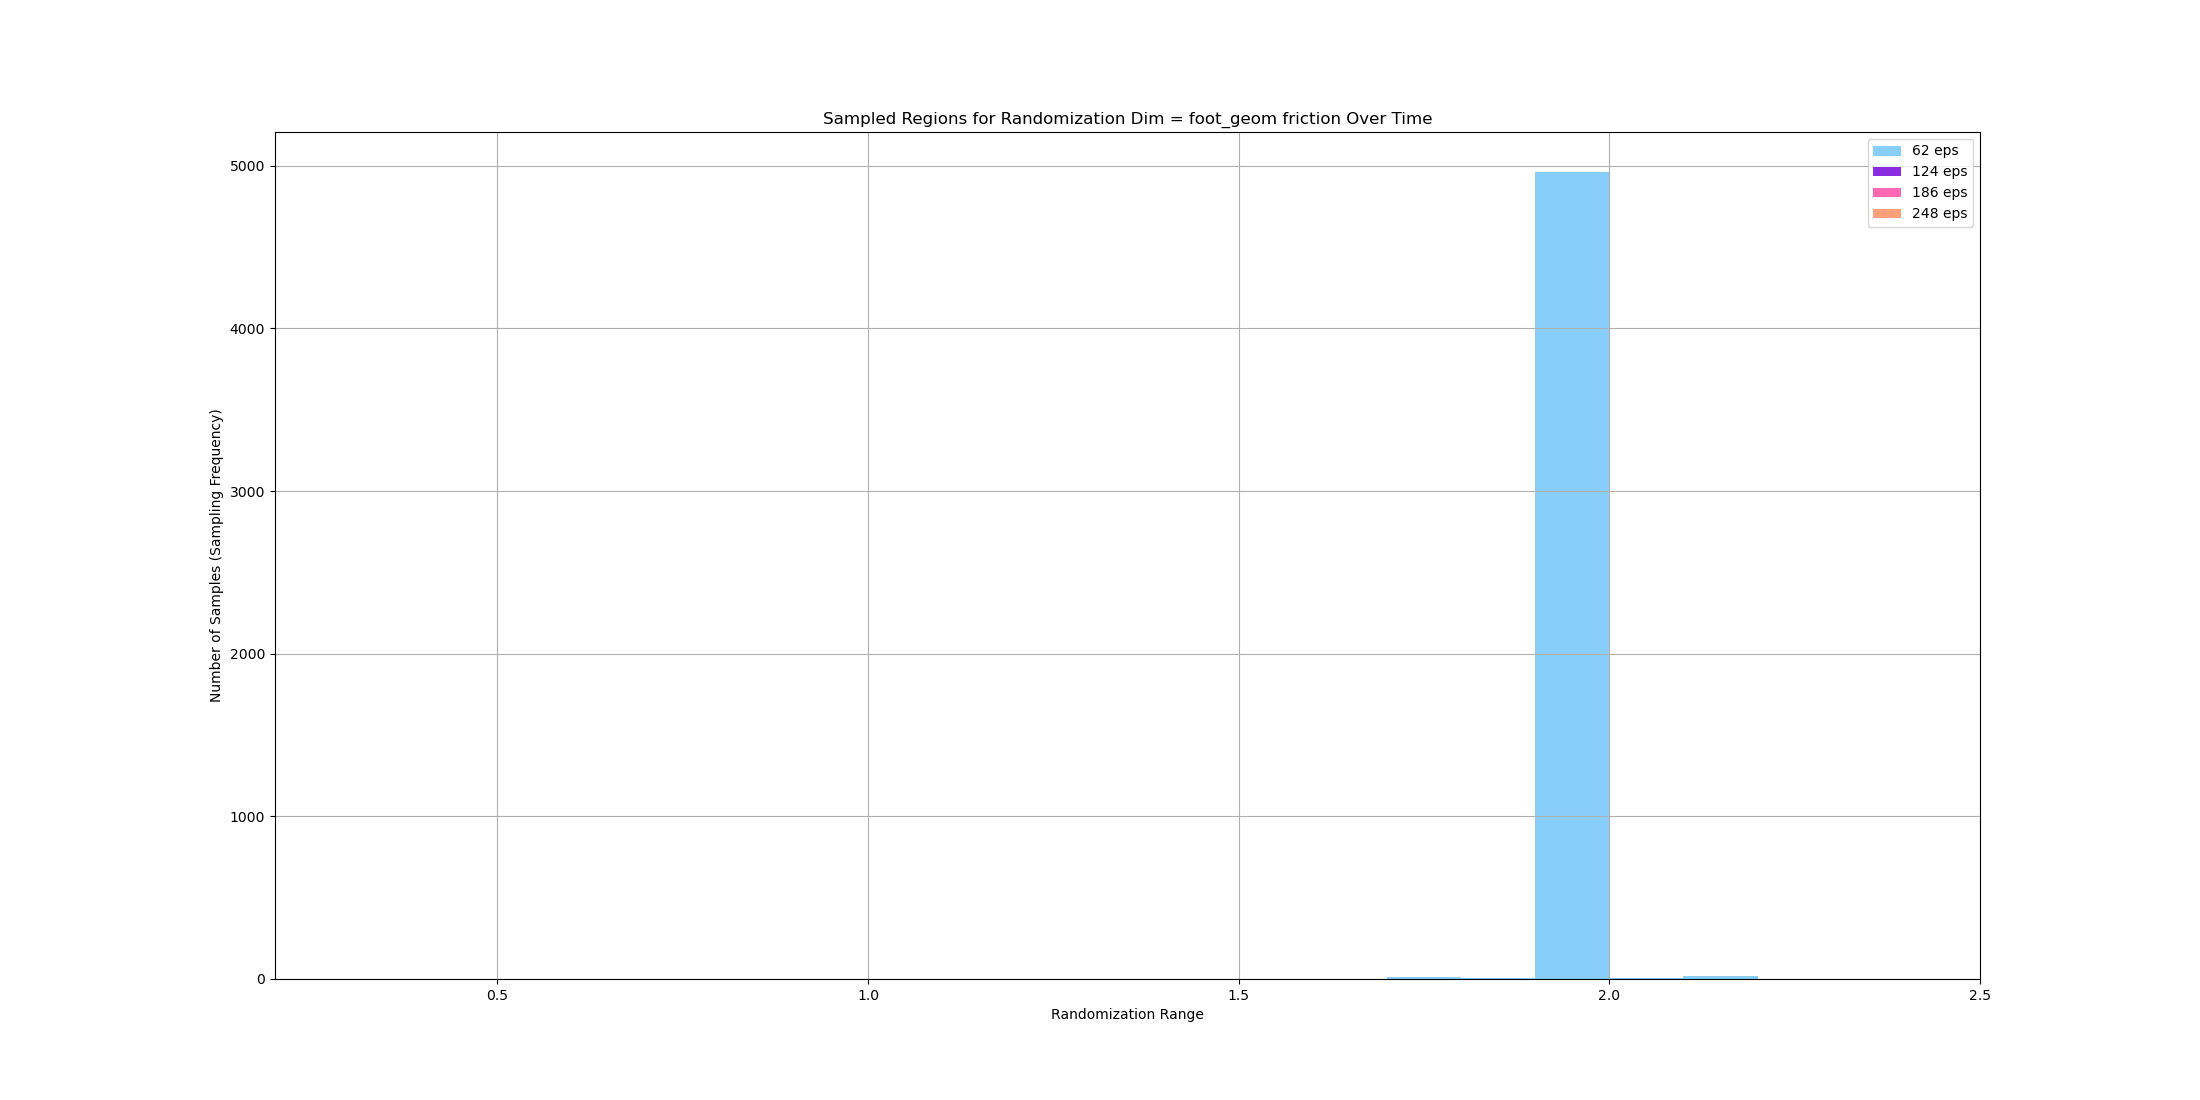 Sampled Regions for Randomization Dim = foot_geom friction Over Time
62 eps
124 eps
186 eps
248 eps
Number of Samples (Sampling Frequency)
5000
4000
3000
2000
1000
0
0.5 1.0 1.5 2.0 2.5
Randomization Range